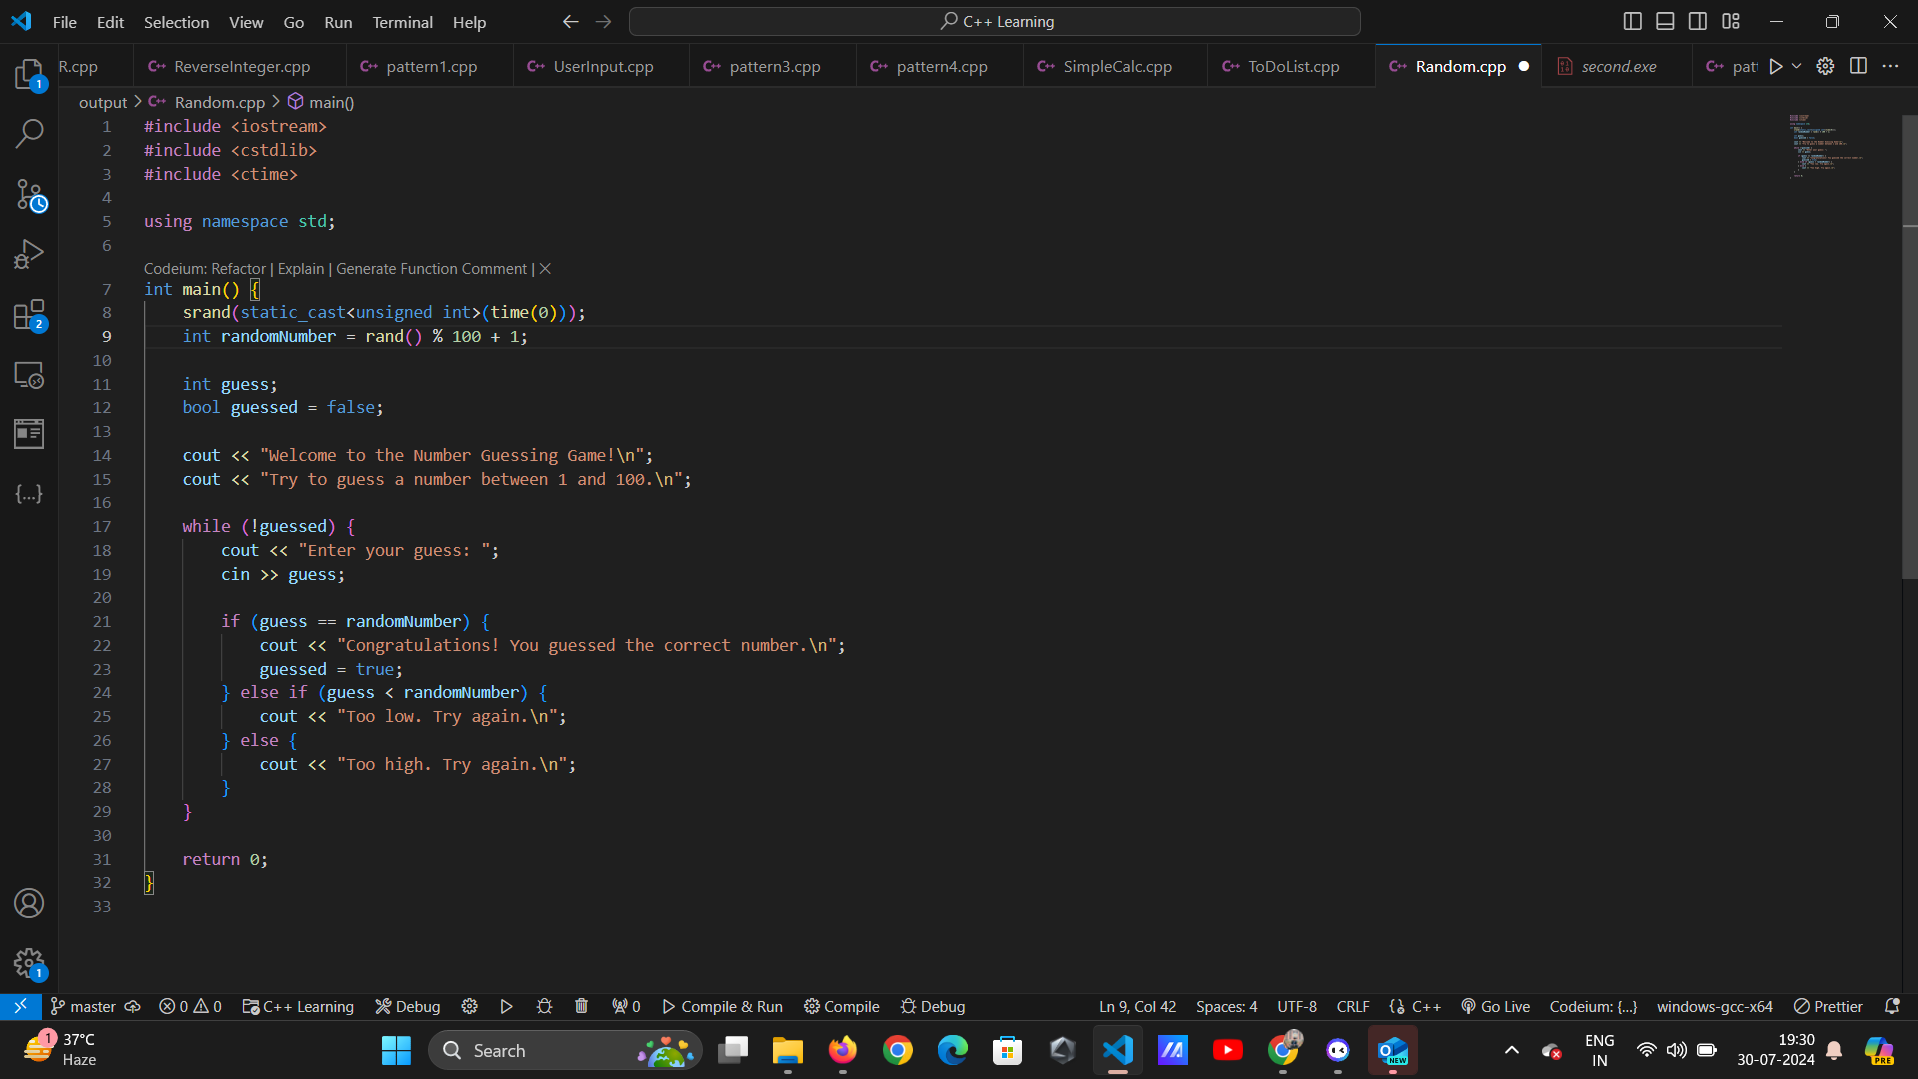 File Edit Selection View Go Run Terminal Help
C++ Learning
R.cpp
ReverseInteger.cpp
pattern1.cpp
UserInput.cpp
pattern3.cpp
pattern4.cpp
SimpleCalc.cpp
ToDoList.cpp
Random.cpp
second.exe
patt
output > Random.cpp > main()
1 #include <iostream>
2 #include <cstdlib>
3 #include <ctime>
4
5 using namespace std;
6
Codeium: Refactor | Explain | Generate Function Comment | X
7 int main() {
8 srand(static_cast<unsigned int>(time(0)));
9 int randomNumber = rand() % 100 + 1;
10
11 int guess;
12 bool guessed = false;
13
14 cout << "Welcome to the Number Guessing Game!\n";
15 cout << "Try to guess a number between 1 and 100.\n";
16
17 while (!guessed) {
18 cout << "Enter your guess: ";
19 cin >> guess;
20
21 if (guess == randomNumber) {
22 cout << "Congratulations! You guessed the correct number.\n";
23 guessed = true;
24 } else if (guess < randomNumber) {
25 cout << "Too low. Try again.\n";
26 } else {
27 cout << "Too high. Try again.\n";
28 }
29 }
30
31 return 0;
32 }
33
master 0 0 C++ Learning Debug 0 Compile & Run Compile Debug Ln 9, Col 42 Spaces: 4 UTF-8 CRLF C++ Go Live Codeium: {...} windows-gcc-x64 Prettier
1 37°C
Haze
Search
NEW
ENG
IN
19:30
30-07-2024
PRE